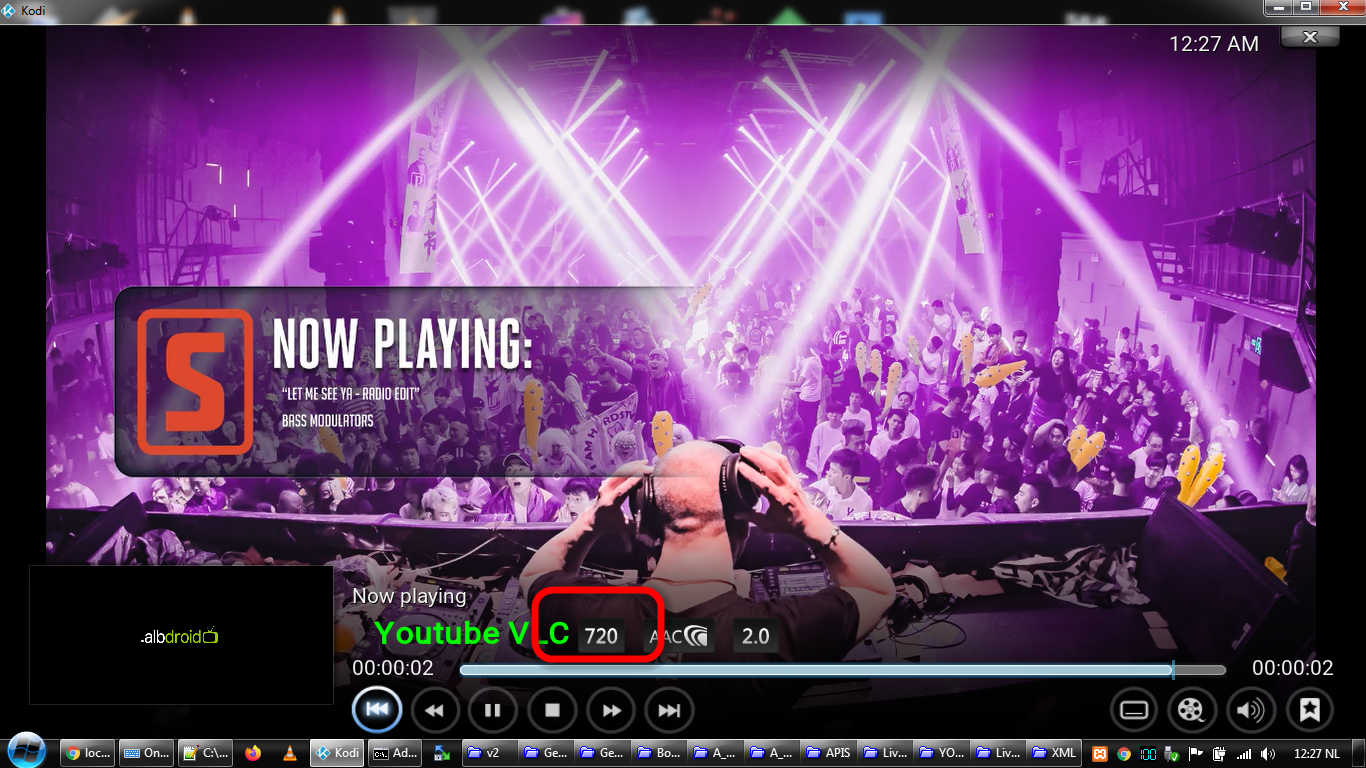 Kodi
12:27 AM
S
NOW PLAYING:
“LET ME SEE YA - RADIO EDIT”
BASS MODULATORS
.albdroid
Now playing
Youtube VLC 720 AAC 2.0
00:00:02 00:00:02
loc... On... C:\... Kodi Ad... v2 Ge... Ge... Bo... A_... A_... APIS Liv... YO... Liv... XML 12:27 NL